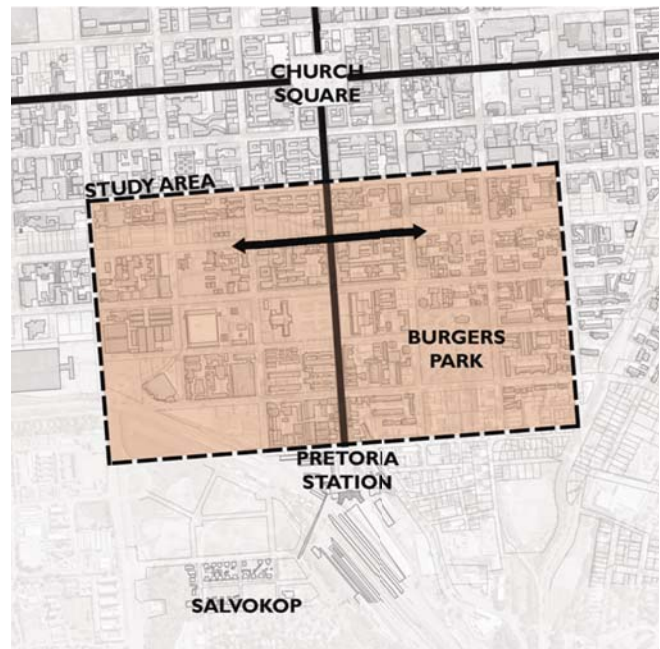 CHURCH
SQUARE
STUDY AREA
BURGERS
PARK
PRETORIA
STATION
SALVOKOP